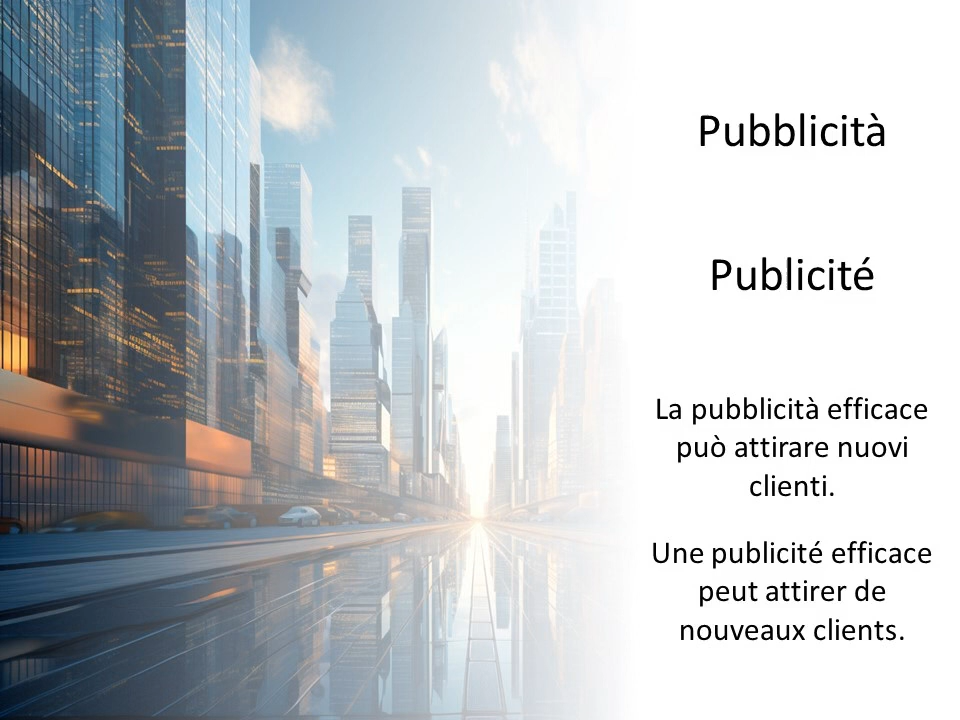 Pubblicità
Publicité
La pubblicità efficace
può attirare nuovi
clienti.
Une publicité efficace
peut attirer de
nouveaux clients.